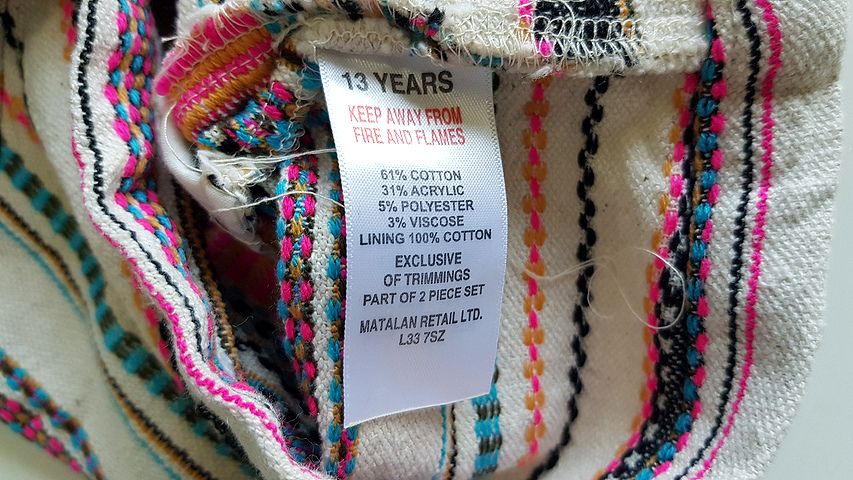 13 YEARS
KEEP AWAY FROM
FIRE AND FLAMES
61% COTTON
31% ACRYLIC
5% POLYESTER
3% VISCOSE
LINING 100% COTTON
EXCLUSIVE
OF TRIMMINGS
PART OF 2 PIECE SET
MATALAN RETAIL LTD.
L33 7SZ